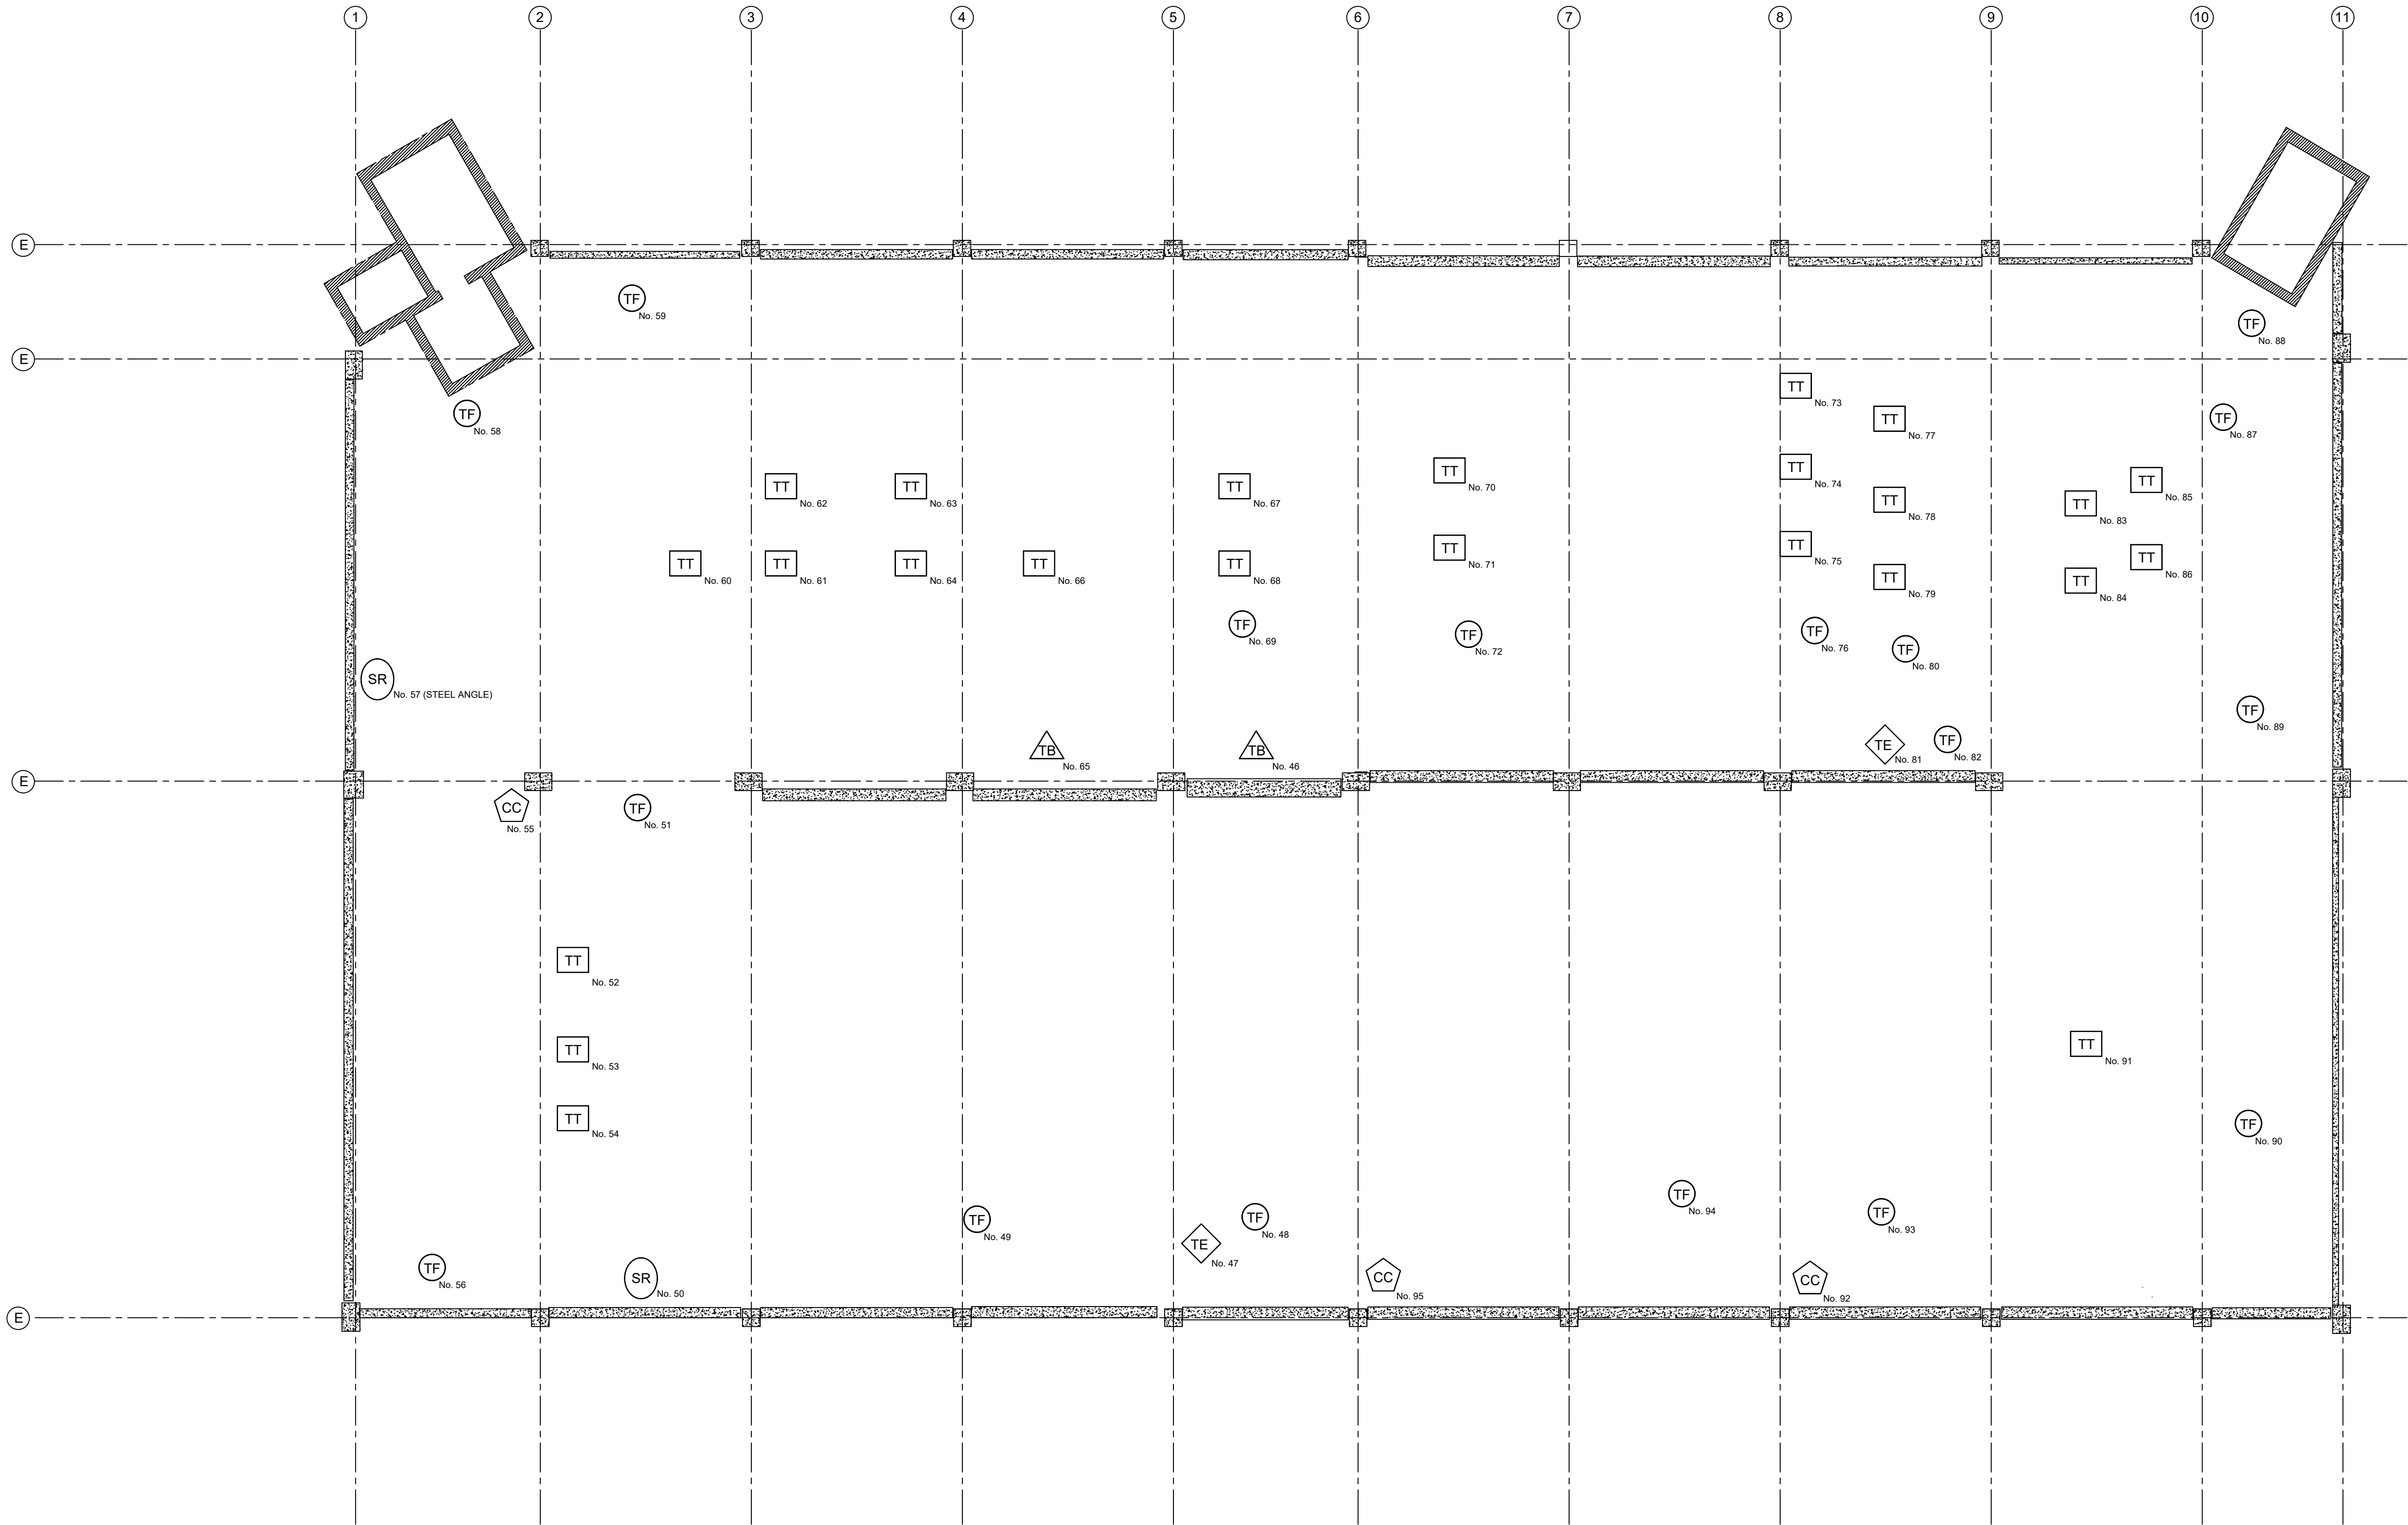 1 2 3 4 5 6 7 8 9 10 11
E
TF
No. 59
TF
No. 88
E
TT
No. 73
TF
No. 58
TT
No. 77
TF
No. 87
TT
No. 62
TT
No. 63
TT
No. 67
TT
No. 70
TT
No. 74
TT
No. 78
TT
No. 83
TT
No. 85
TT
No. 60
TT
No. 61
TT
No. 64
TT
No. 66
TT
No. 68
TT
No. 71
TT
No. 75
TT
No. 79
TT
No. 84
TT
No. 86
TF
No. 69
TF
No. 72
TF
No. 76
TF
No. 80
SR
No. 57 (STEEL ANGLE)
TF
No. 89
TB
No. 65
TB
No. 46
TE
No. 81
TF
No. 82
E
CC
No. 55
TF
No. 51
TT
No. 52
TT
No. 53
TT
No. 91
TT
No. 54
TF
No. 90
TF
No. 94
TF
No. 49
TF
No. 48
TF
No. 93
TE
No. 47
TF
No. 56
SR
No. 50
CC
No. 95
CC
No. 92
E